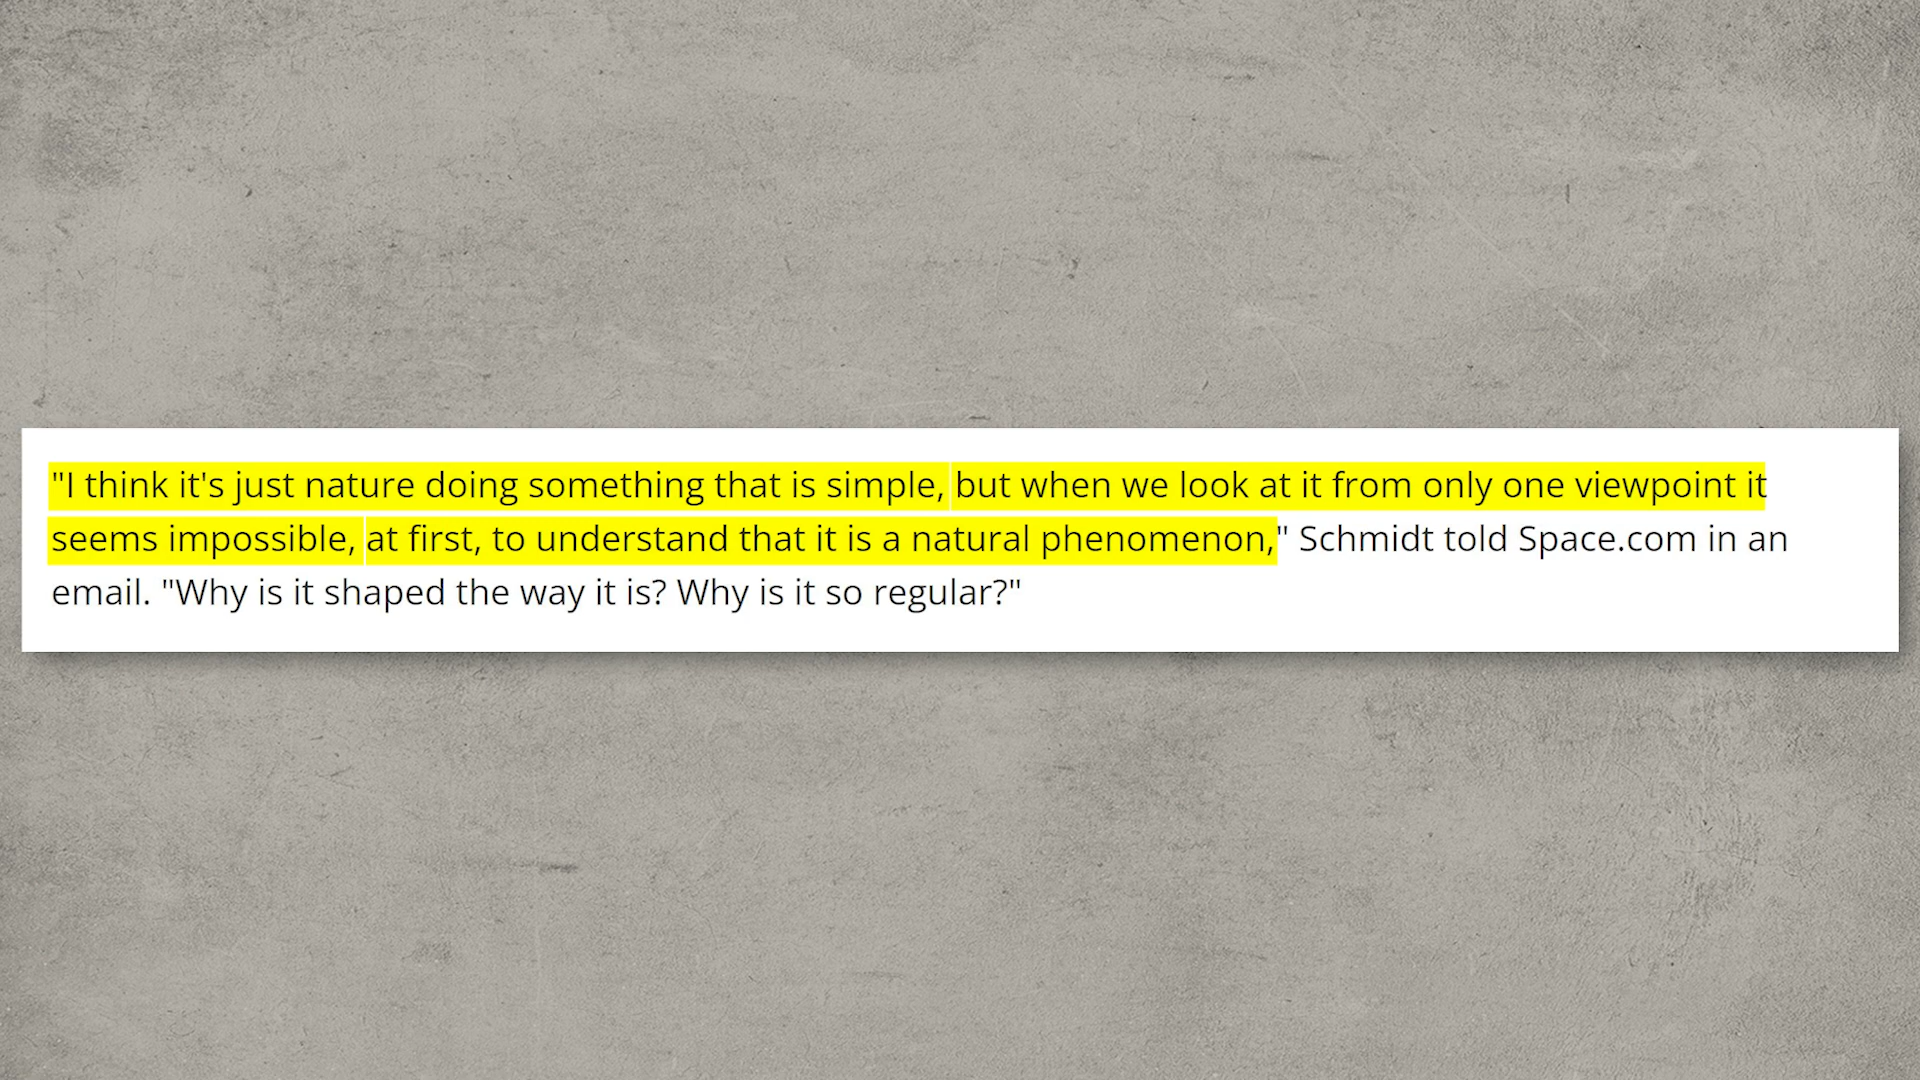 "I think it's just nature doing something that is simple, but when we look at it from only one viewpoint it
seems impossible, at first, to understand that it is a natural phenomenon," Schmidt told Space.com in an
email. "Why is it shaped the way it is? Why is it so regular?"